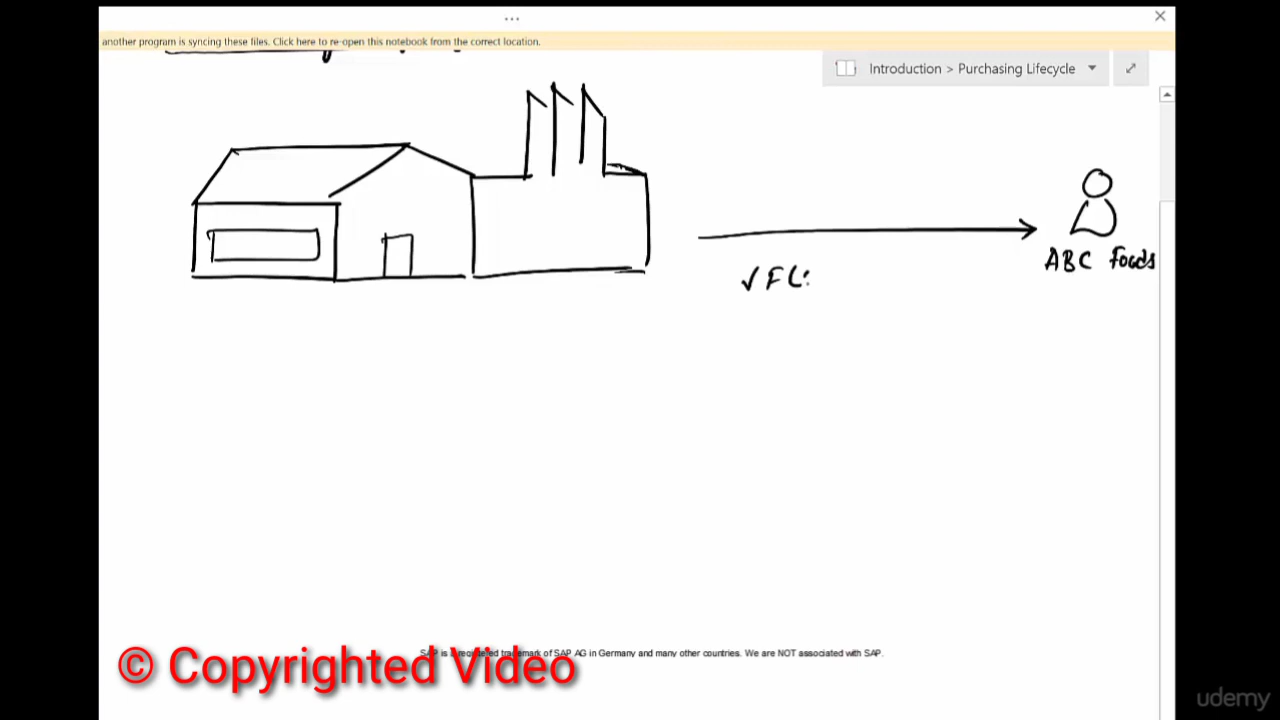 another program is syncing these files. Click here to re-open this notebook from the correct location.
Introduction > Purchasing Lifecycle
ABC Foods
SAP is a registered trademark of SAP AG in Germany and many other countries. We are NOT associated with SAP.
© Copyrighted Video
udemy